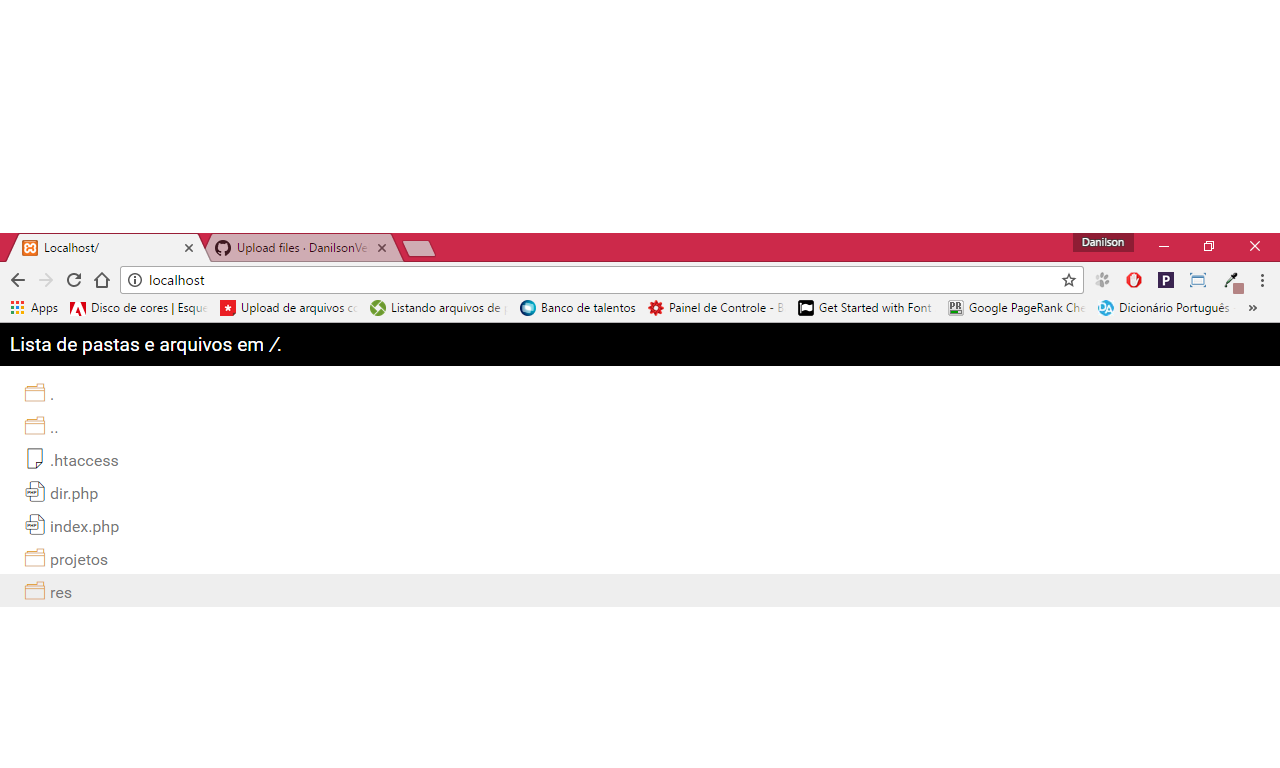 Danilson
Localhost/ Upload files · DanilsonVe
localhost
Apps Disco de cores | Esque Upload de arquivos co Listando arquivos de p Banco de talentos Painel de Controle - B Get Started with Font Google PageRank Che Dicionário Português »
Lista de pastas e arquivos em /.
.
..
.htaccess
PHP dir.php
PHP index.php
projetos
res